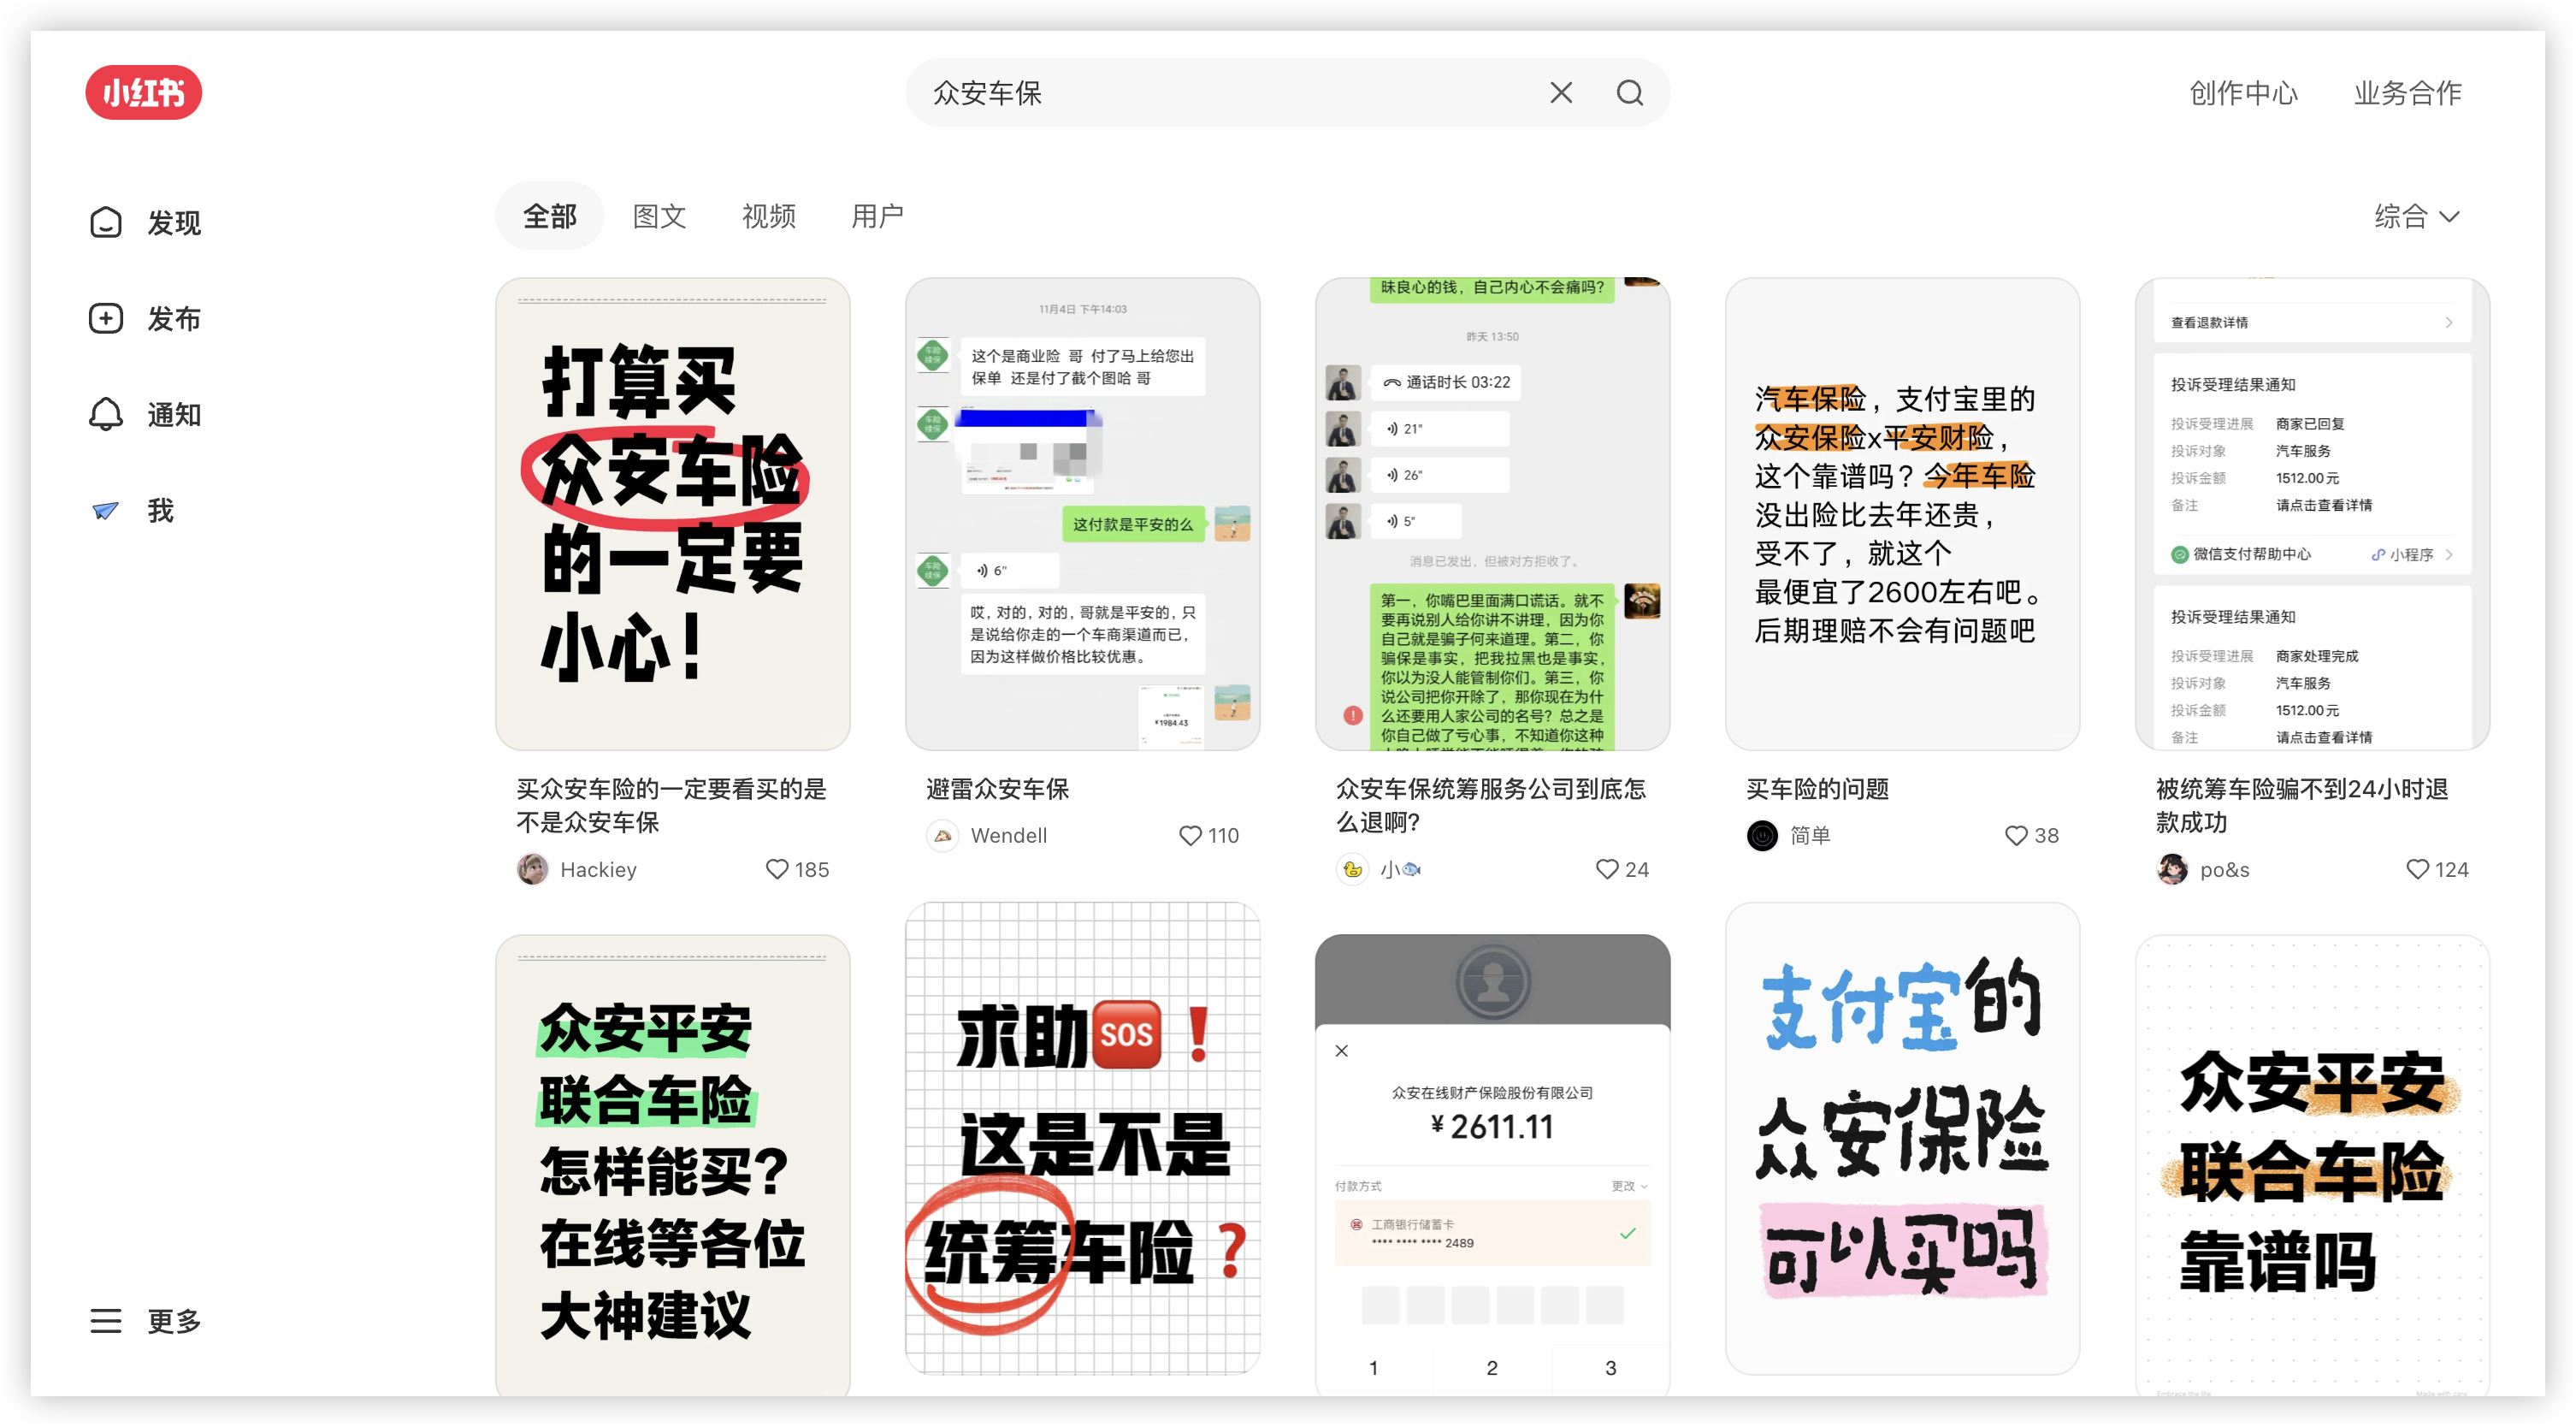 小红书
众安车保
创作中心
业务合作
发现
发布
通知
我
更多
全部
图文
视频
用户
综合
打算买
众安车险
的一定要
小心！
买众安车险的一定要看买的是
不是众安车保
Hackiey
185
11月4日 下午14:03
车险
续保
这个是商业险 哥 付了马上给您出
保单 还是付了截个图哈 哥
车险
续保
这付款是平安的么
车险
续保
6"
哎，对的，对的，哥就是平安的，只
是说给你走的一个车商渠道而已，
因为这样做价格比较优惠。
¥1984.43
避雷众安车保
Wendell
110
昧良心的钱，自己内心不会痛吗？
昨天 13:50
通话时长 03:22
21"
26"
5"
消息已发出，但被对方拒收了。
第一，你嘴巴里面满口谎话。就不
要再说别人给你讲不讲理，因为你
自己就是骗子何来道理。第二，你
骗保是事实，把我拉黑也是事实，
你以为没人能管制你们。第三，你
说公司把你开除了，那你现在为什
么还要用人家公司的名号？总之是
你自己做了亏心事，不知道你这种
众安车保统筹服务公司到底怎
么退啊?
小🐟
24
汽车保险，支付宝里的
众安保险x平安财险，
这个靠谱吗？今年车险
没出险比去年还贵，
受不了，就这个
最便宜了2600左右吧。
后期理赔不会有问题吧
买车险的问题
简单
38
查看退款详情
投诉受理结果通知
投诉受理进展 商家已回复
投诉对象 汽车服务
投诉金额 1512.00元
备注 请点击查看详情
微信支付帮助中心
小程序
投诉受理结果通知
投诉受理进展 商家处理完成
投诉对象 汽车服务
投诉金额 1512.00元
备注 请点击查看详情
被统筹车险骗不到24小时退
款成功
po&s
124
众安平安
联合车险
怎样能买？
在线等各位
大神建议
求助SOS！
这是不是
统筹车险？
众安在线财产保险股份有限公司
¥2611.11
付款方式
更改
工商银行储蓄卡
**** **** **** 2489
1 2 3
支付宝的
众安保险
可以买吗
众安平安
联合车险
靠谱吗
Embrace the life
Made with care